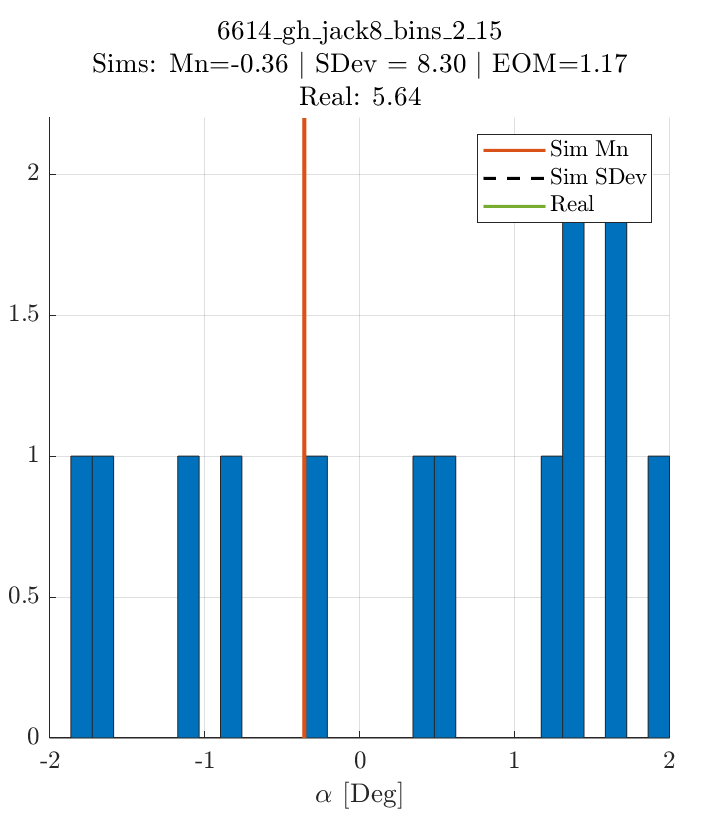 6614_gh_jack8_bins_2_15
Sims: Mn=-0.36 | SDev = 8.30 | EOM=1.17
Real: 5.64
Sim Mn
Sim SDev
Real
2
1.5
1
0.5
0
-2 -1 0 1 2
α [Deg]